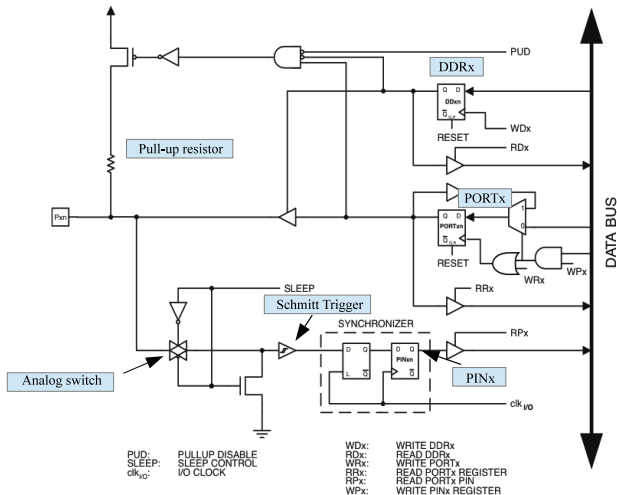 PUD
DDRx
Q D
DDxn
Q CLR
RESET
WDx
RDx
Pull-up resistor
DATA BUS
PORTx
1
Q D
PORTxn
Q CLR
0
Pxn
RESET
WRx
WPx
SLEEP
RRx
Schmitt Trigger
SYNCHRONIZER
RPx
D Q
D Q
PINxn
L Q
Q
Analog switch
PINx
clk I/O
PUD: PULLUP DISABLE
SLEEP: SLEEP CONTROL
clkI/O: I/O CLOCK
WDx: WRITE DDRx
RDx: READ DDRx
WRx: WRITE PORTx
RRx: READ PORTx REGISTER
RPx: READ PORTx PIN
WPx: WRITE PINx REGISTER